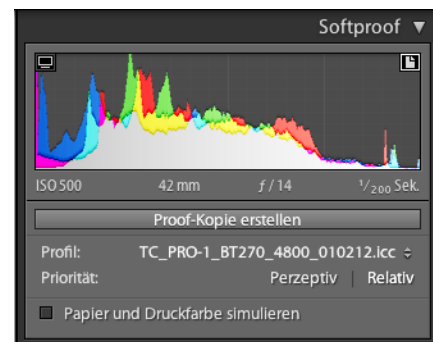 Softproof ▼
ISO 500 42 mm f / 14 1/200 Sek.
Proof-Kopie erstellen
Profil: TC_PRO-1_BT270_4800_010212.icc
Priorität: Perzeptiv | Relativ
Papier und Druckfarbe simulieren